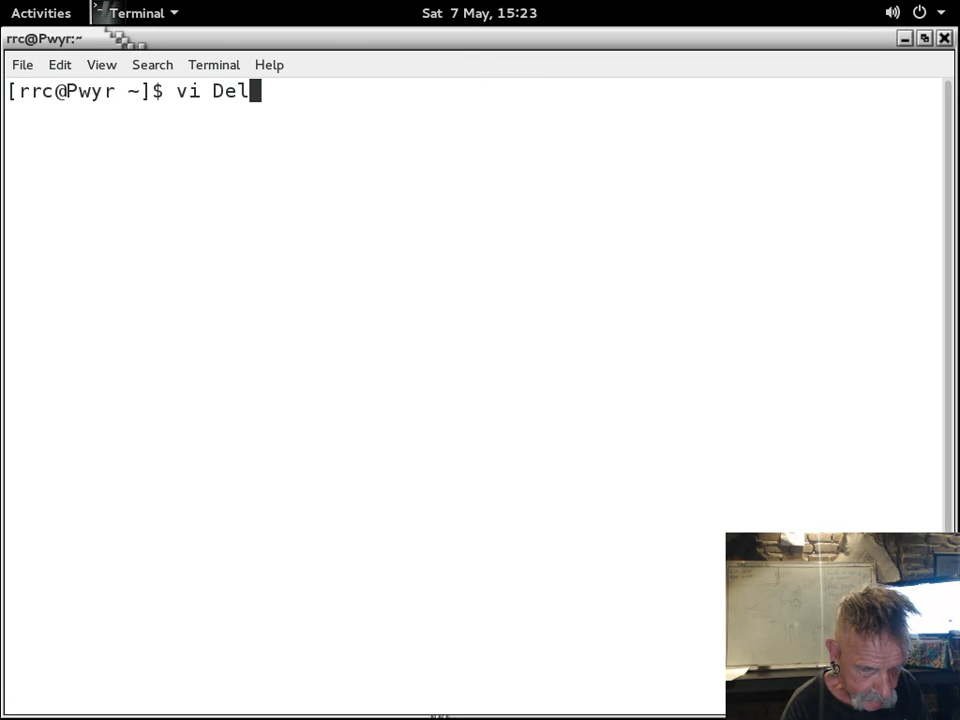 Activities Terminal Sat 7 May, 15:23
rrc@Pwyr:~
File Edit View Search Terminal Help
[rrc@Pwyr ~]$ vi Del